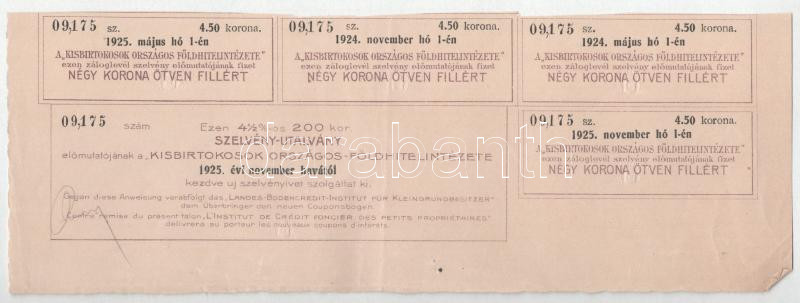 09,175 sz. 4.50 korona.
1925. május hó 1-én
A „KISBIRTOKOSOK ORSZÁGOS FÖLDHITELINTÉZETE"
ezen záloglevél szelvény előmutatójának fizet
NÉGY KORONA ÖTVEN FILLÉRT
09,175 sz. 4.50 korona.
1924. november hó 1-én
A „KISBIRTOKOSOK ORSZÁGOS FÖLDHITELINTÉZETE"
ezen záloglevél szelvény előmutatójának fizet
NÉGY KORONA ÖTVEN FILLÉRT
09,175 sz. 4.50 korona.
1924. május hó 1-én
A „KISBIRTOKOSOK ORSZÁGOS FÖLDHITELINTÉZETE"
ezen záloglevél szelvény előmutatójának fizet
NÉGY KORONA ÖTVEN FILLÉRT
09,175 szám Ezen 4½%-os 200 kor
SZELVÉNY-UTALVÁNY
előmutatójának a „KISBIRTOKOSOK ORSZÁGOS-FÖLDHITELINTÉZETE
1925. évi november havától
kezdve uj szelvényivet szolgáltat ki.
Gegen diese Anweisung verabfolgt das „LANDES-BODENCREDIT-INSTITUT FÜR KLEINGRUNDBESITZER"
dem Überbringer den neuen Couponsbogen.
Contre remise du présent talon „L'INSTITUT DE CRÉDIT FONCIER DES PETITS PROPRIÉTAIRES"
délivrera au porteur les nouveaux coupons d'intérêts.
09,175 sz. 4.50 korona.
1925. november hó 1-én
A „KISBIRTOKOSOK ORSZÁGOS FÖLDHITELINTÉZETE"
ezen záloglevél szelvény előmutatójának fizet
NÉGY KORONA ÖTVEN FILLÉRT
darabanth